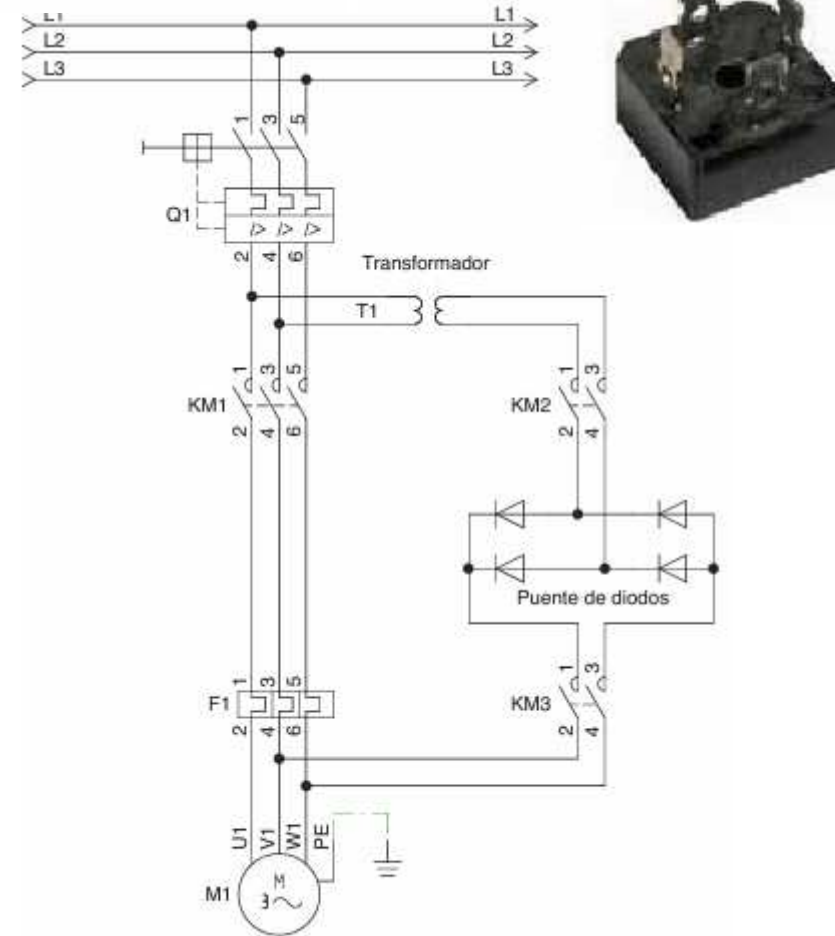 L1 L1
L2 L2
L3 L3
1 3 5
Q1
I> I> I>
2 4 6
Transformador
T1
1 3 5
KM1
2 4 6
1 3
KM2
2 4
Puente de diodos
1 3 5
F1
2 4 6
1 3
KM3
2 4
U1 V1 W1 PE
M1
M
3 ~